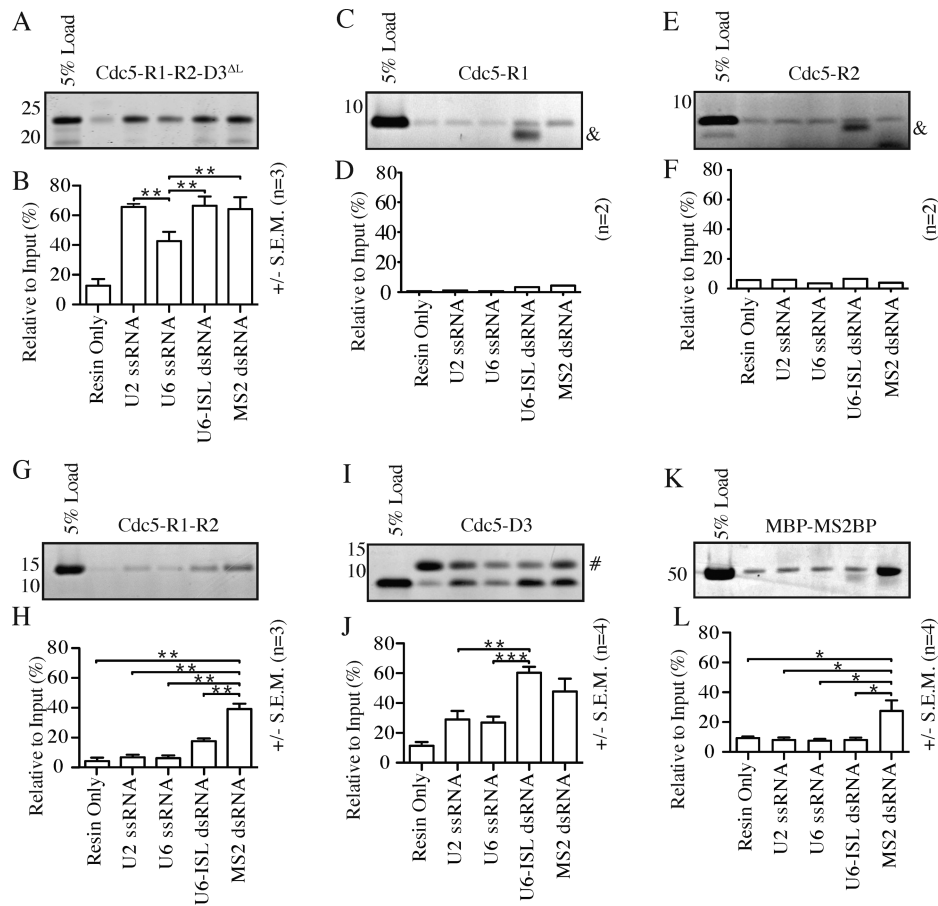 A
5% Load
Cdc5-R1-R2-D3ΔL
25
20
B
Relative to Input (%)
80
60
40
20
0
**
**
**
+/- S.E.M. (n=3)
Resin Only
U2 ssRNA
U6 ssRNA
U6-ISL dsRNA
MS2 dsRNA
C
5% Load
Cdc5-R1
10
&
D
Relative to Input (%)
80
60
40
20
0
(n=2)
Resin Only
U2 ssRNA
U6 ssRNA
U6-ISL dsRNA
MS2 dsRNA
E
5% Load
Cdc5-R2
10
&
F
Relative to Input (%)
80
60
40
20
0
(n=2)
Resin Only
U2 ssRNA
U6 ssRNA
U6-ISL dsRNA
MS2 dsRNA
G
5% Load
Cdc5-R1-R2
15
10
H
Relative to Input (%)
80
60
40
20
0
**
**
**
**
+/- S.E.M. (n=3)
Resin Only
U2 ssRNA
U6 ssRNA
U6-ISL dsRNA
MS2 dsRNA
I
5% Load
Cdc5-D3
15
10
#
J
Relative to Input (%)
80
60
40
20
0
**
***
+/- S.E.M. (n=4)
Resin Only
U2 ssRNA
U6 ssRNA
U6-ISL dsRNA
MS2 dsRNA
K
5% Load
MBP-MS2BP
50
L
Relative to Input (%)
80
60
40
20
0
*
*
*
*
+/- S.E.M. (n=4)
Resin Only
U2 ssRNA
U6 ssRNA
U6-ISL dsRNA
MS2 dsRNA